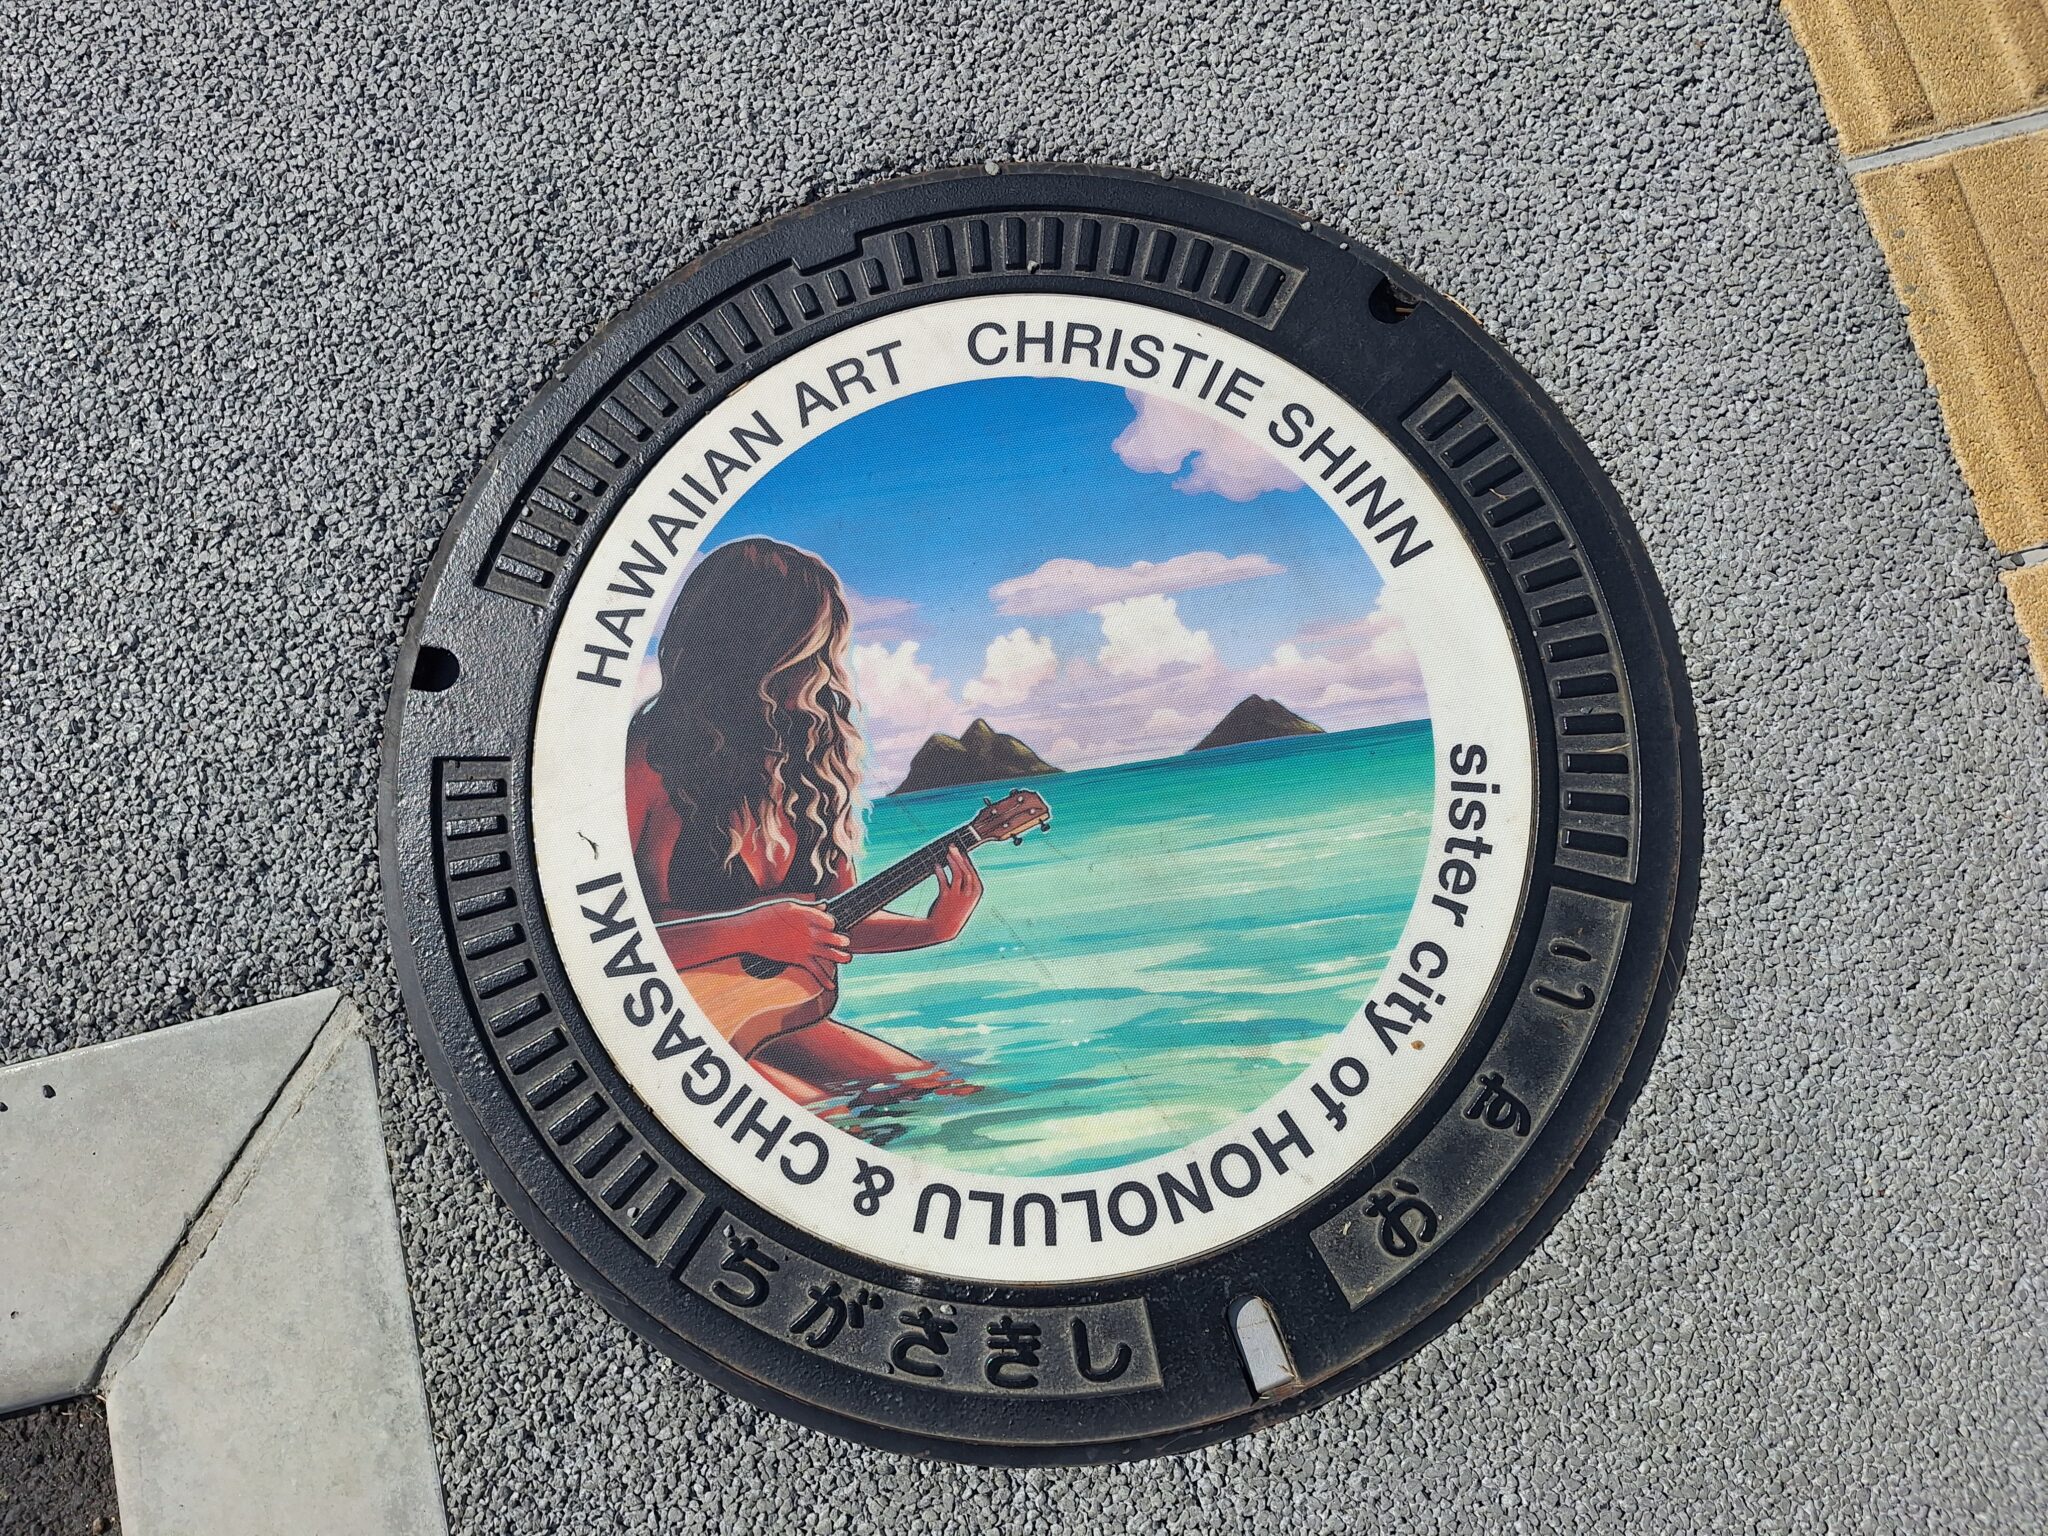 HAWAIIAN ART CHRISTIE SHINN
sister city of HONOLULU & CHIGASAKI
ちがさきし
おすい